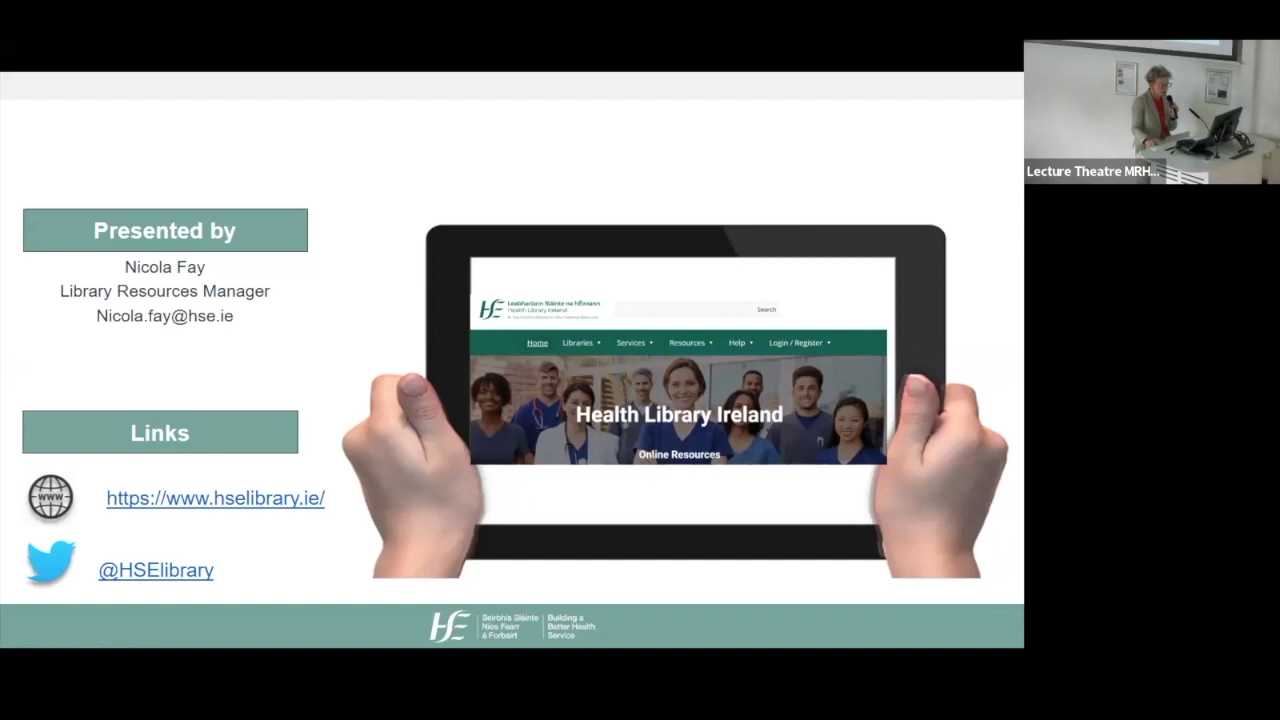 Presented by
Nicola Fay
Library Resources Manager
Nicola.fay@hse.ie
Links
WWW
https://www.hselibrary.ie/
@HSElibrary
Leabharlann Sláinte na hÉireann
Health Library Ireland
Search
Home Libraries Services Resources Help Login / Register
Health Library Ireland
Online Resources
Seirbhís Sláinte
Níos Fearr
á Forbairt
Building a
Better Health
Service
Lecture Theatre MRH...